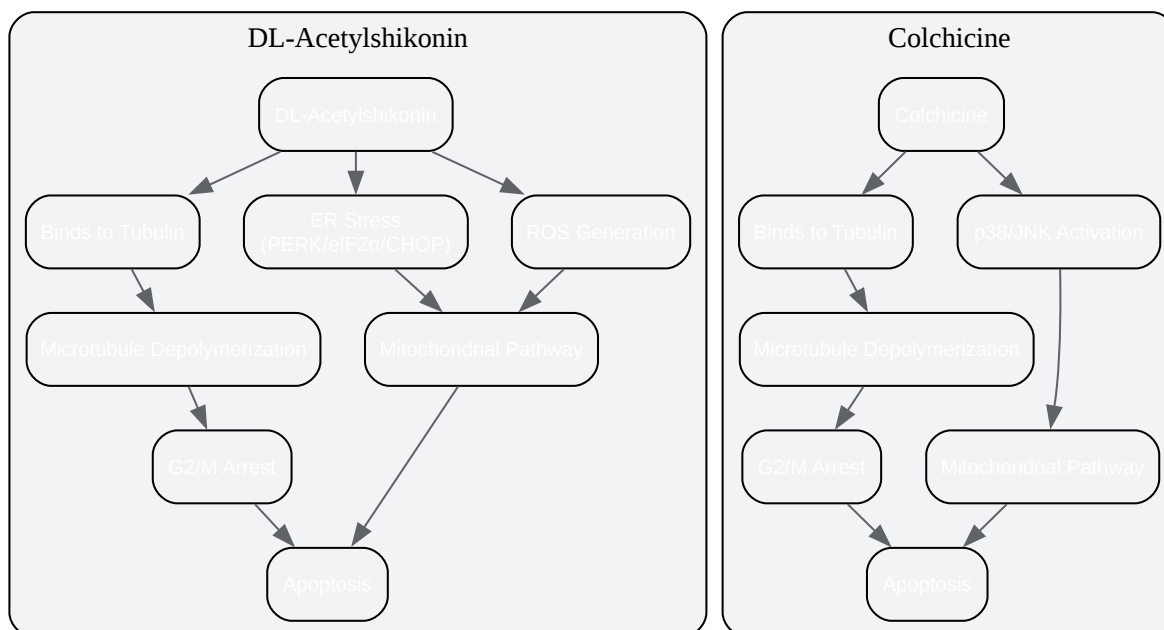 DL-Acetylshikonin
DL-Acetylshikonin
Binds to Tubulin
ER Stress
(PERK/eIF2α/CHOP)
ROS Generation
Microtubule Depolymerization
Mitochondrial Pathway
G2/M Arrest
Apoptosis
Colchicine
Colchicine
Binds to Tubulin
p38/JNK Activation
Microtubule Depolymerization
G2/M Arrest
Mitochondrial Pathway
Apoptosis